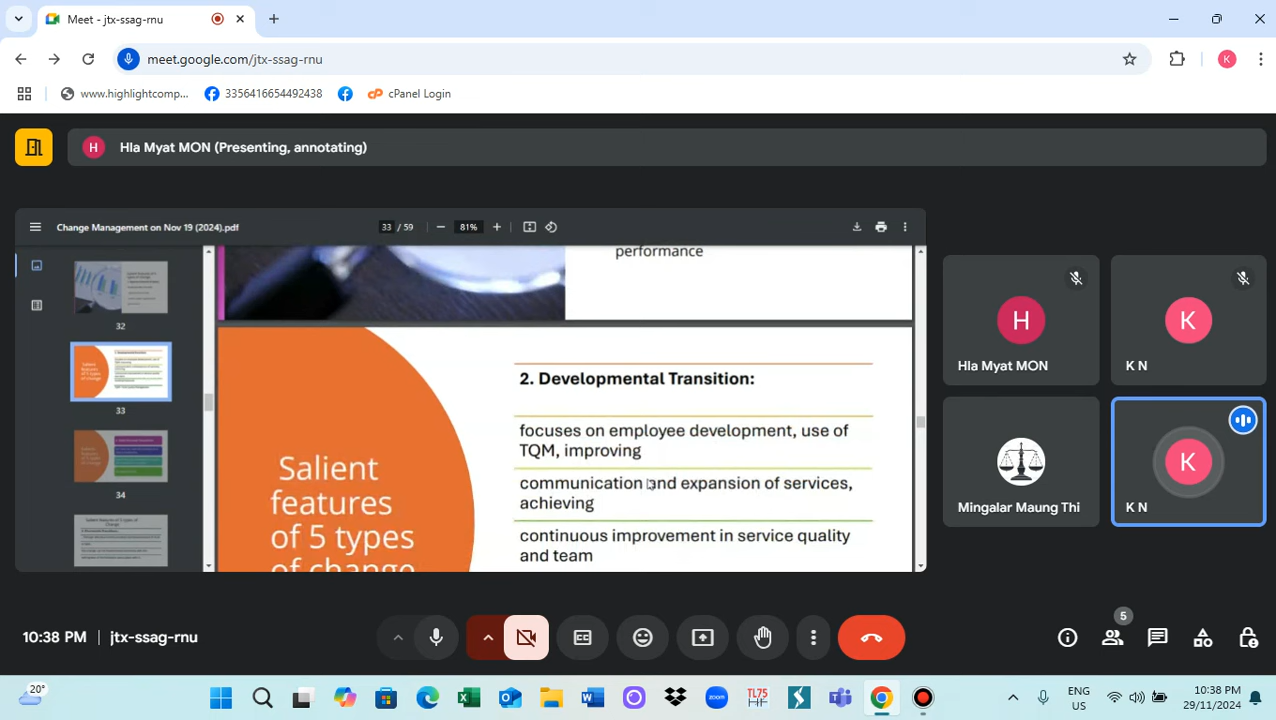 Meet - jtx-ssag-rnu
meet.google.com/jtx-ssag-rnu
K
www.highlightcomp...
3356416654492438
cPanel Login
H
Hla Myat MON (Presenting, annotating)
Change Management on Nov 19 (2024).pdf
33 / 59
81%
32
33
34
performance
Salient
features
of 5 types
of change
2. Developmental Transition:
focuses on employee development, use of
TQM, improving
communication and expansion of services,
achieving
continuous improvement in service quality
and team
H
Hla Myat MON
K
K N
Mingalar Maung Thi
K
K N
10:38 PM
jtx-ssag-rnu
5
20°
zoom
TL75
ENG
US
10:38 PM
29/11/2024